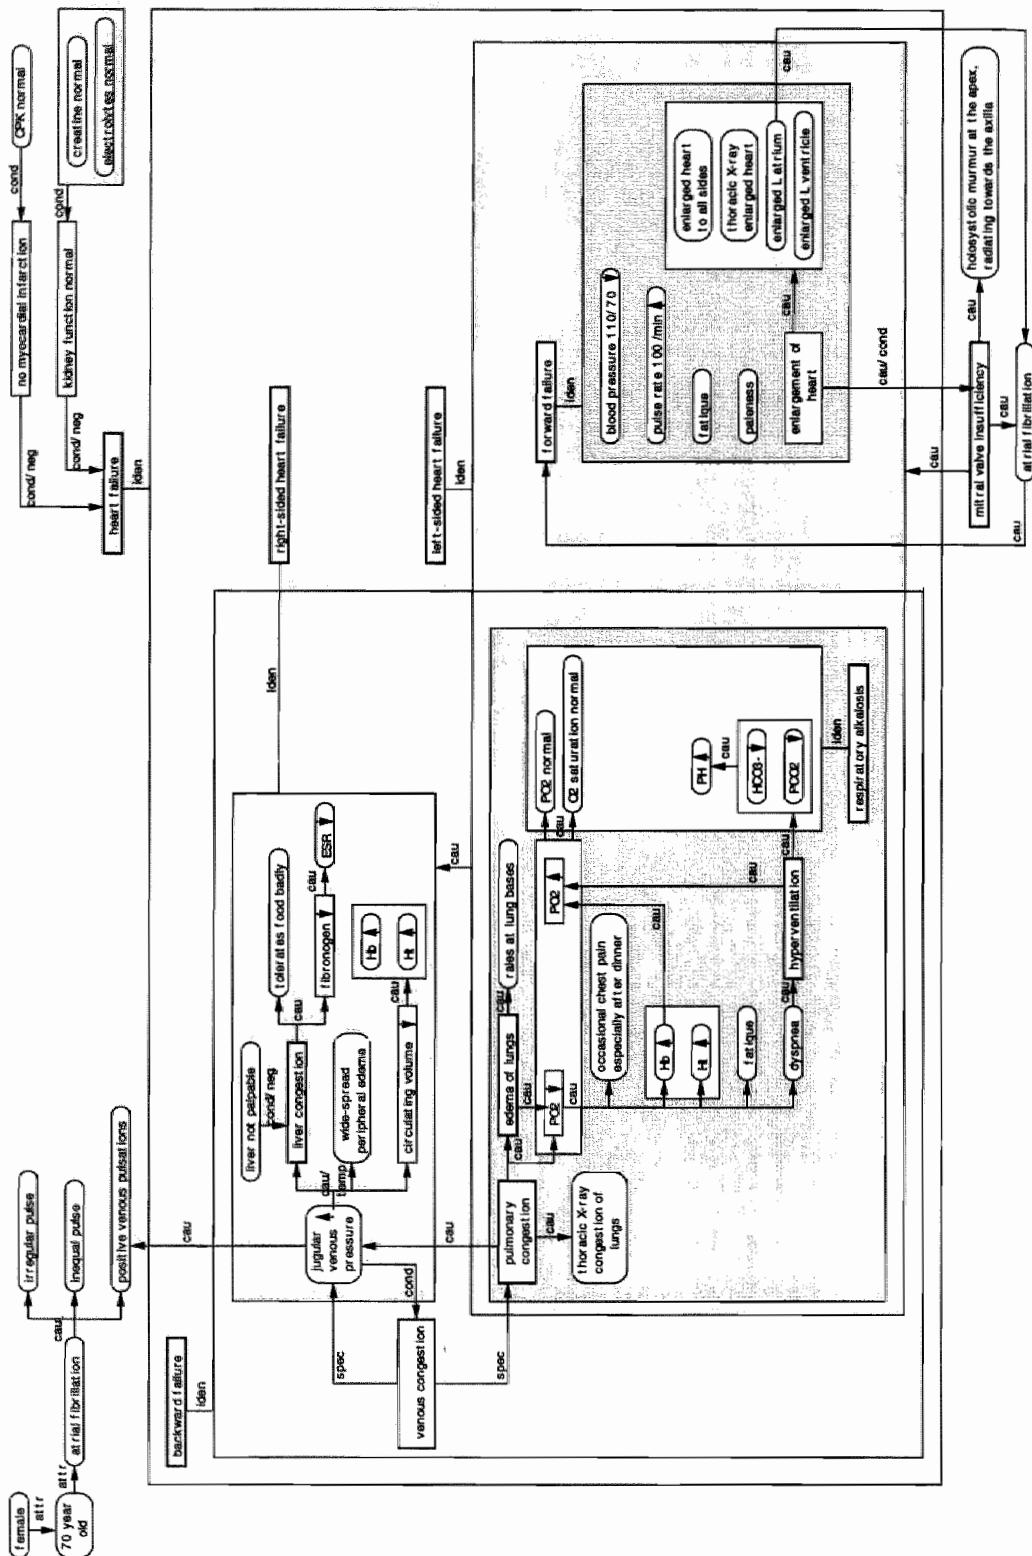 female
attr
70 year
old
attr
atrial fibrillation
cau
irregular pulse
inequal pulse
positive venous pulsations
cau
CPK normal
cond
no myocardial infarction
cond/ neg
creatine normal
electrolytes normal
cond
kidney function normal
cond/ neg
heart failure
iden
backward failure
iden
right-sided heart failure
iden
left-sided heart failure
iden
forward failure
iden
venous congestion
spec
spec
cond
jugular
venous
pressure
cau/
temp
liver not palpable
cond/ neg
liver congestion
cau
tolerates food badly
fibronogen
cau
ESR
wide-spread
peripheral edema
circulating volume
cau
Hb
Ht
cau
cau
pulmonary
congestion
cau
thoracic X-ray
congestion of
lungs
cau
edema of lungs
cau
rales at lung bases
cau
PO2
cau
PO2
cau
PO2 normal
O2 saturation normal
occasional chest pain
especially after dinner
Hb
Ht
cau
fatique
dyspnea
cau
hyperventilation
cau
cau
PH
cau
HCO3-
PCO2
iden
respiratory alkalosis
blood pressure 110/70
pulse rate 100/min
fatique
paleness
enlargement of
heart
cau
enlarged heart
to all sides
thoracic X-ray
enlarged heart
enlarged L atrium
enlarged L ventricle
cau
cau/ cond
cau
mitral valve insufficiency
cau
holosystolic murmur at the apex,
radiating towards the axilla
cau
atrial fibrillation
cau